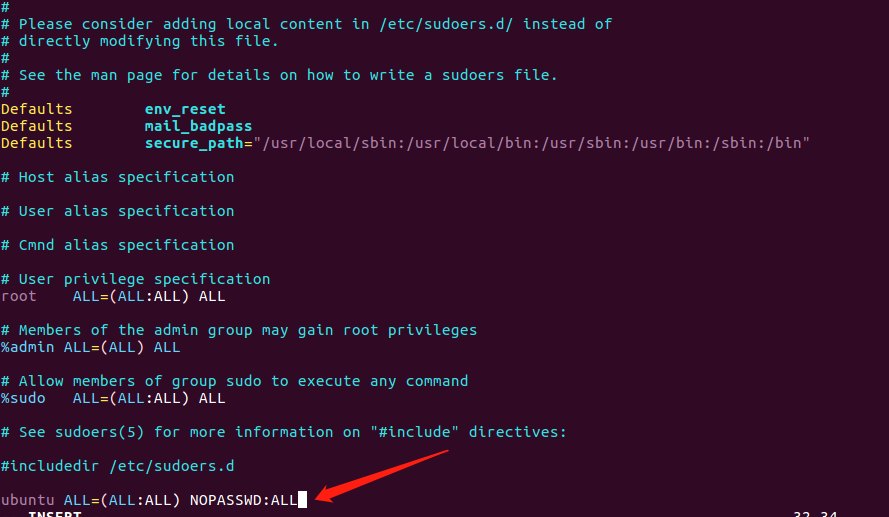 #
# Please consider adding local content in /etc/sudoers.d/ instead of
# directly modifying this file.
#
# See the man page for details on how to write a sudoers file.
#
Defaults        env_reset
Defaults        mail_badpass
Defaults        secure_path="/usr/local/sbin:/usr/local/bin:/usr/sbin:/usr/bin:/sbin:/bin"
# Host alias specification
# User alias specification
# Cmnd alias specification
# User privilege specification
root    ALL=(ALL:ALL) ALL
# Members of the admin group may gain root privileges
%admin ALL=(ALL) ALL
# Allow members of group sudo to execute any command
%sudo   ALL=(ALL:ALL) ALL
# See sudoers(5) for more information on "#include" directives:
#includedir /etc/sudoers.d
ubuntu ALL=(ALL:ALL) NOPASSWD:ALL
-- INSERT --                                                                            32,34